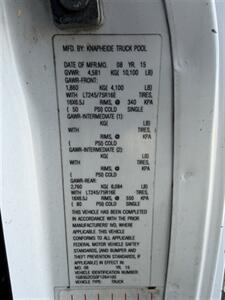 MFD. BY: KNAPHEIDE TRUCK POOL
DATE OF MFR: MO. 08 YR. 15
GVWR: 4,581 KG(10,100 LB)
GAWR-FRONT:
1,860 KG( 4,100 LB)
WITH LT245/75R16E TIRES,
16X6.5J RIMS, @ 340 KPA
( 50 PSI) COLD SINGLE
GAWR-INTERMEDIATE (1):
KG( LB)
WITH TIRES,
RIMS, @ KPA
( PSI) COLD
GAWR-INTERMEDIATE (2):
KG( LB)
WITH TIRES,
RIMS, @ KPA
( PSI) COLD
GAWR-REAR:
2,760 KG( 6,084 LB)
WITH LT245/75R16E TIRES,
16X6.5J RIMS, @ 550 KPA
( 80 PSI) COLD SINGLE
THIS VEHICLE HAS BEEN COMPLETED
IN ACCORDANCE WITH THE PRIOR
MANUFACTURERS' IVD, WHERE
APPLICABLE. THIS VEHICLE
CONFORMS TO ALL APPLICABLE
FEDERAL MOTOR VEHICLE SAFETY
STANDARDS, [AND BUMPER AND
THEFT PREVENTION STANDARDS, IF
APPLICABLE] IN EFFECT IN
MO. 08 YR. 15
VEHICLE IDENTIFICATION NUMBER:
VEHICLE TYPE: TRUCK